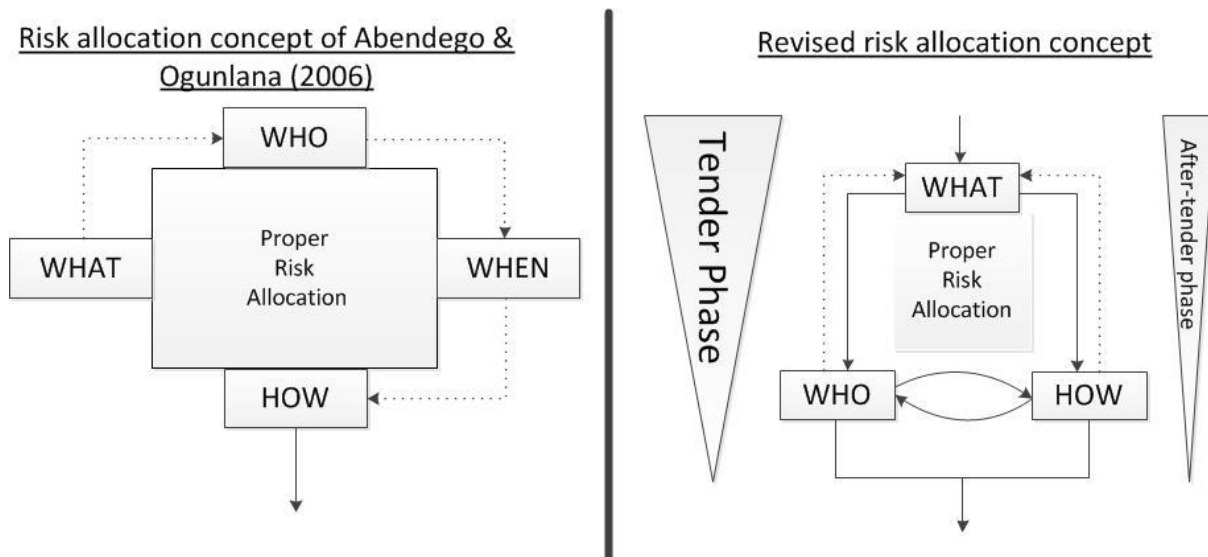 Risk allocation concept of Abendego &
Ogunlana (2006)
WHO
WHAT
Proper
Risk
Allocation
WHEN
HOW
Revised risk allocation concept
Tender Phase
WHAT
Proper
Risk
Allocation
WHO
HOW
After-tender phase